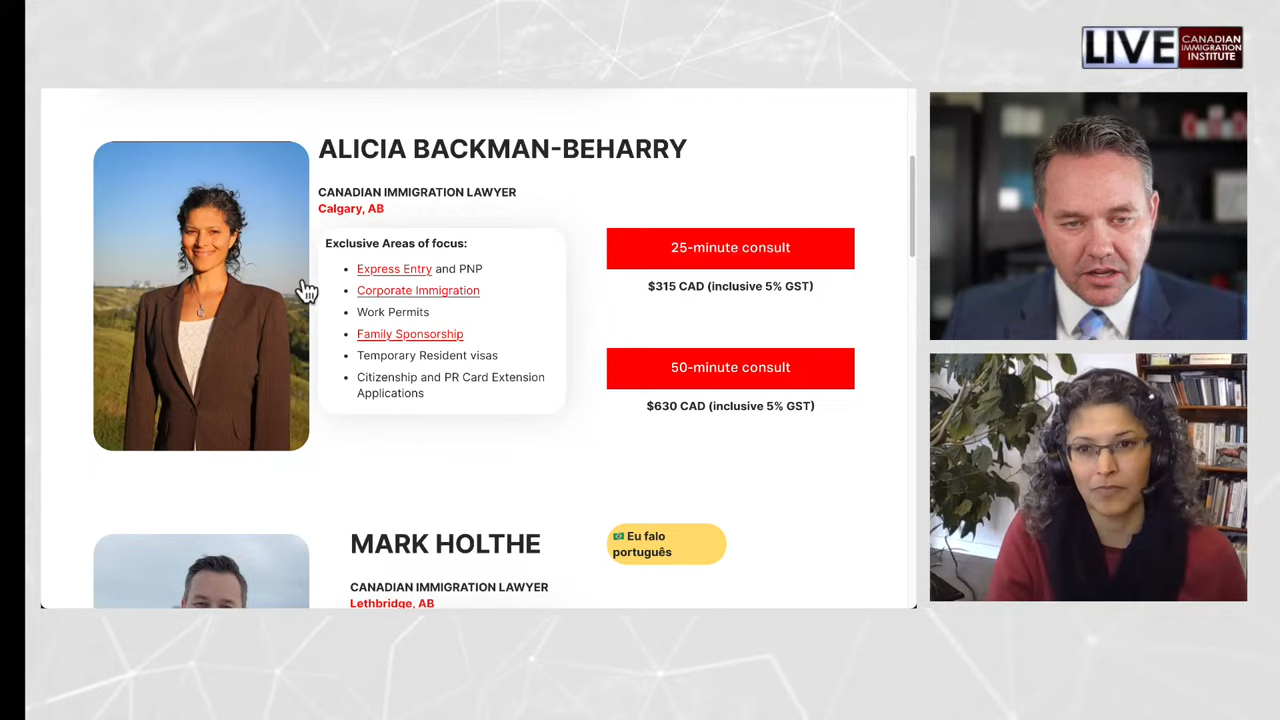 LIVE
CANADIAN
IMMIGRATION
INSTITUTE
ALICIA BACKMAN-BEHARRY
CANADIAN IMMIGRATION LAWYER
Calgary, AB
Exclusive Areas of focus:
• Express Entry and PNP
• Corporate Immigration
• Work Permits
• Family Sponsorship
• Temporary Resident visas
• Citizenship and PR Card Extension
Applications
25-minute consult
$315 CAD (inclusive 5% GST)
50-minute consult
$630 CAD (inclusive 5% GST)
MARK HOLTHE
CANADIAN IMMIGRATION LAWYER
Lethbridge, AB
🇧🇷 Eu falo
português